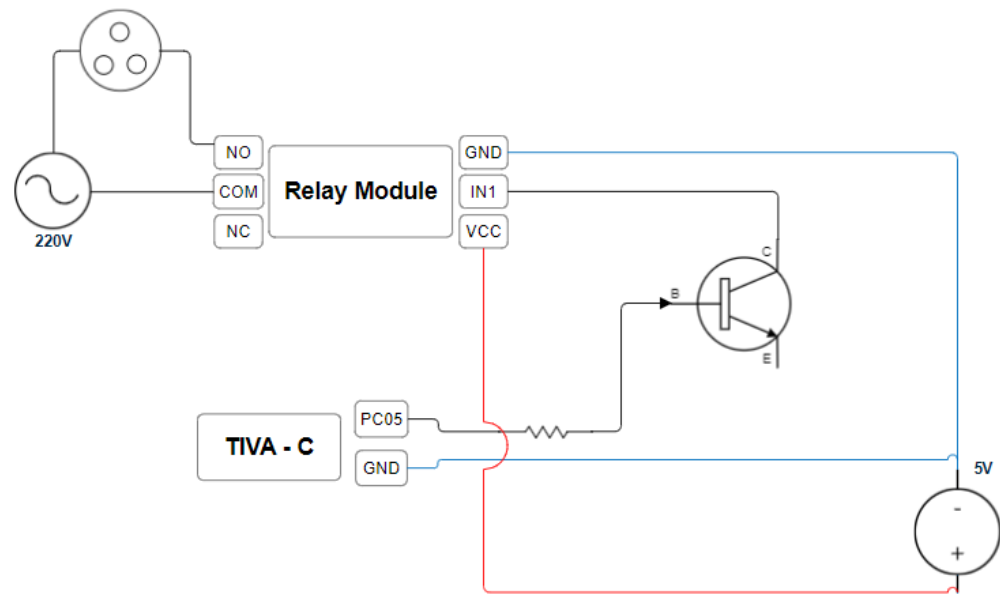 NO
GND
COM
Relay Module
IN1
220V
NC
VCC
C
B
E
PC05
TIVA - C
GND
5V
-
+